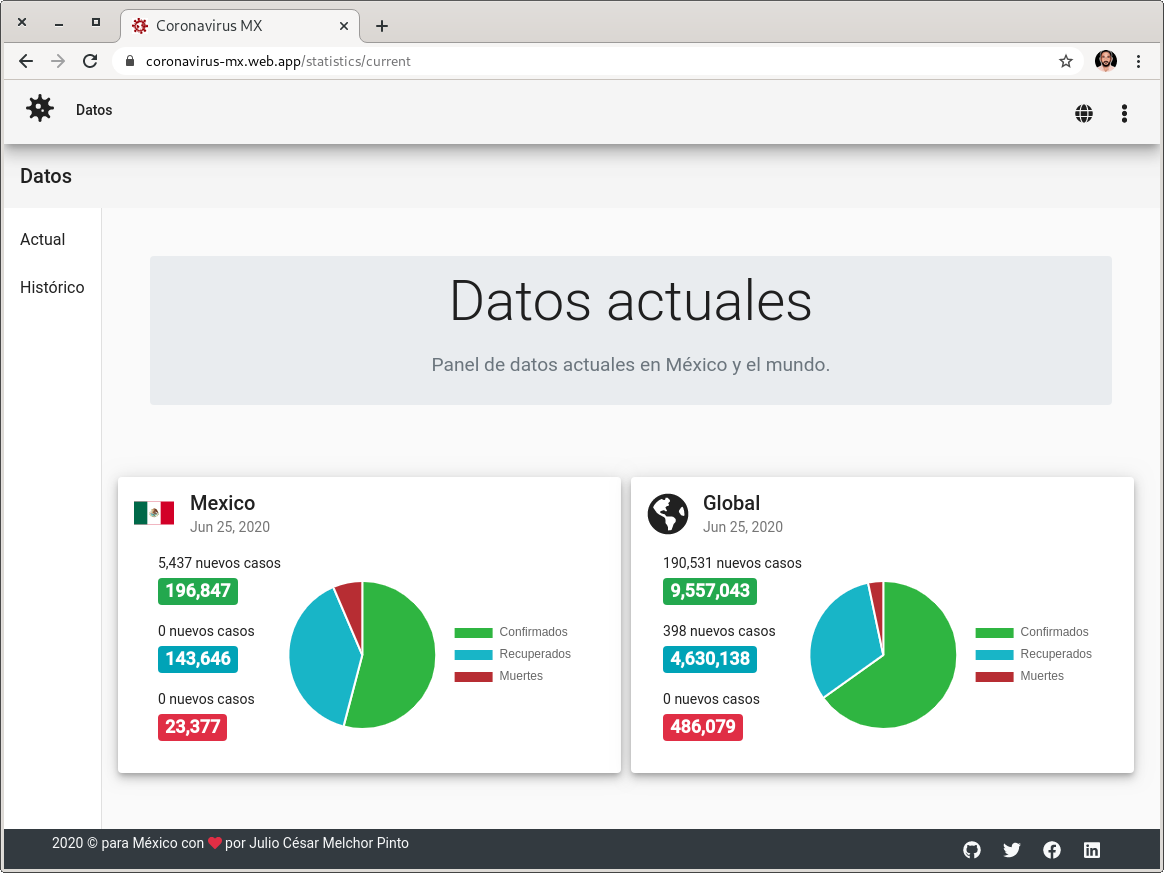 Coronavirus MX
coronavirus-mx.web.app/statistics/current
Datos
Datos
Actual
Histórico
Datos actuales
Panel de datos actuales en México y el mundo.
Mexico
Jun 25, 2020
5,437 nuevos casos
196,847
0 nuevos casos
143,646
0 nuevos casos
23,377
Confirmados
Recuperados
Muertes
Global
Jun 25, 2020
190,531 nuevos casos
9,557,043
398 nuevos casos
4,630,138
0 nuevos casos
486,079
Confirmados
Recuperados
Muertes
2020 © para México con ❤ por Julio César Melchor Pinto